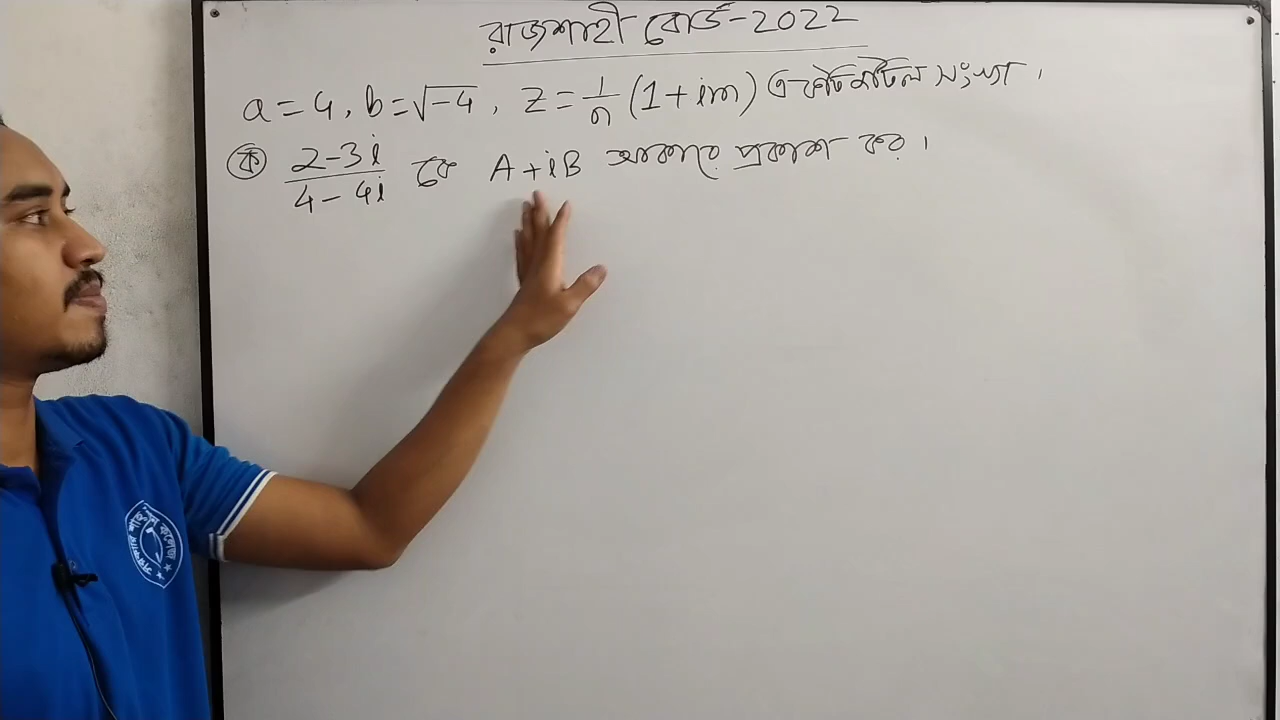 রাজশাহী বোর্ড-2022
a = 4, b = √-4, z = 1/n (1 + im) একটি জটিল সংখ্যা।
ক (2-3i)/(4-4i) কে A + iB আকারে প্রকাশ কর।